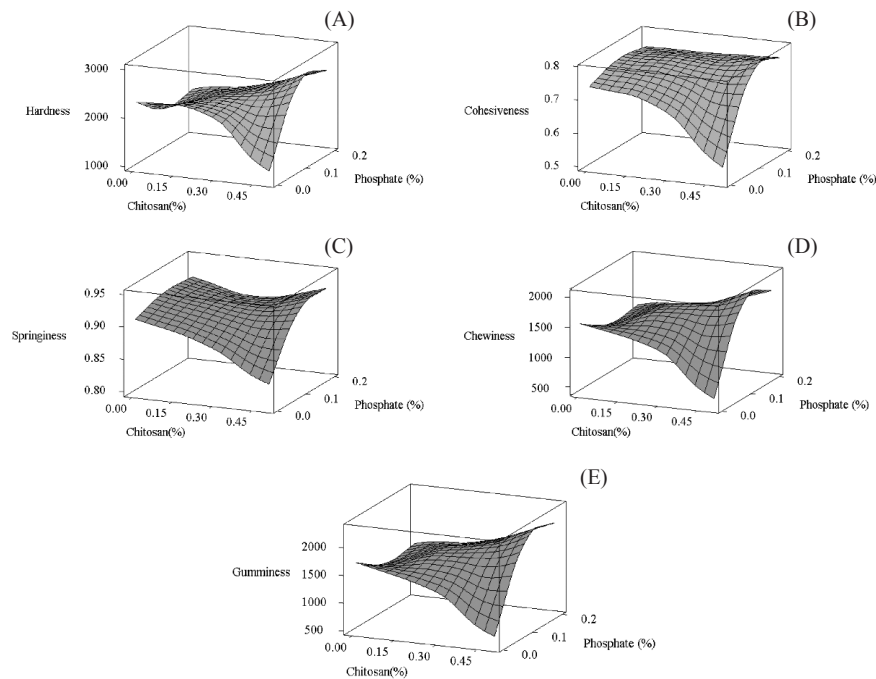 (A)
3000
Hardness
2000
1000
0.00
0.15
0.30
0.45
Chitosan(%)
0.0
0.1
0.2
Phosphate (%)
(B)
0.8
0.7
Cohesiveness
0.6
0.5
0.00
0.15
0.30
0.45
Chitosan(%)
0.0
0.1
0.2
Phosphate (%)
(C)
0.95
0.90
Springiness
0.85
0.80
0.00
0.15
0.30
0.45
Chitosan(%)
0.0
0.1
0.2
Phosphate (%)
(D)
2000
1500
Chewiness
1000
500
0.00
0.15
0.30
0.45
Chitosan(%)
0.0
0.1
0.2
Phosphate (%)
(E)
2000
Gumminess
1500
1000
500
0.00
0.15
0.30
0.45
Chitosan(%)
0.0
0.1
0.2
Phosphate (%)